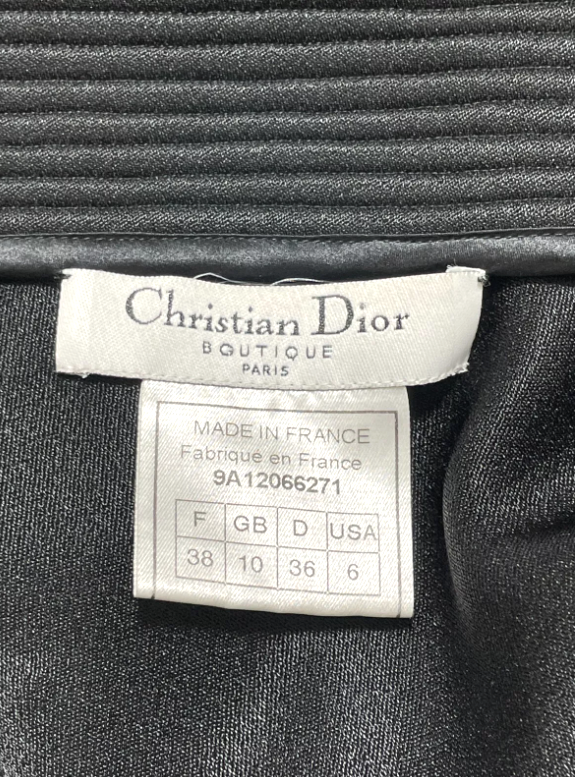 Christian Dior
BOUTIQUE
PARIS
MADE IN FRANCE
Fabrique en France
9A12066271
F GB D USA
38 10 36 6